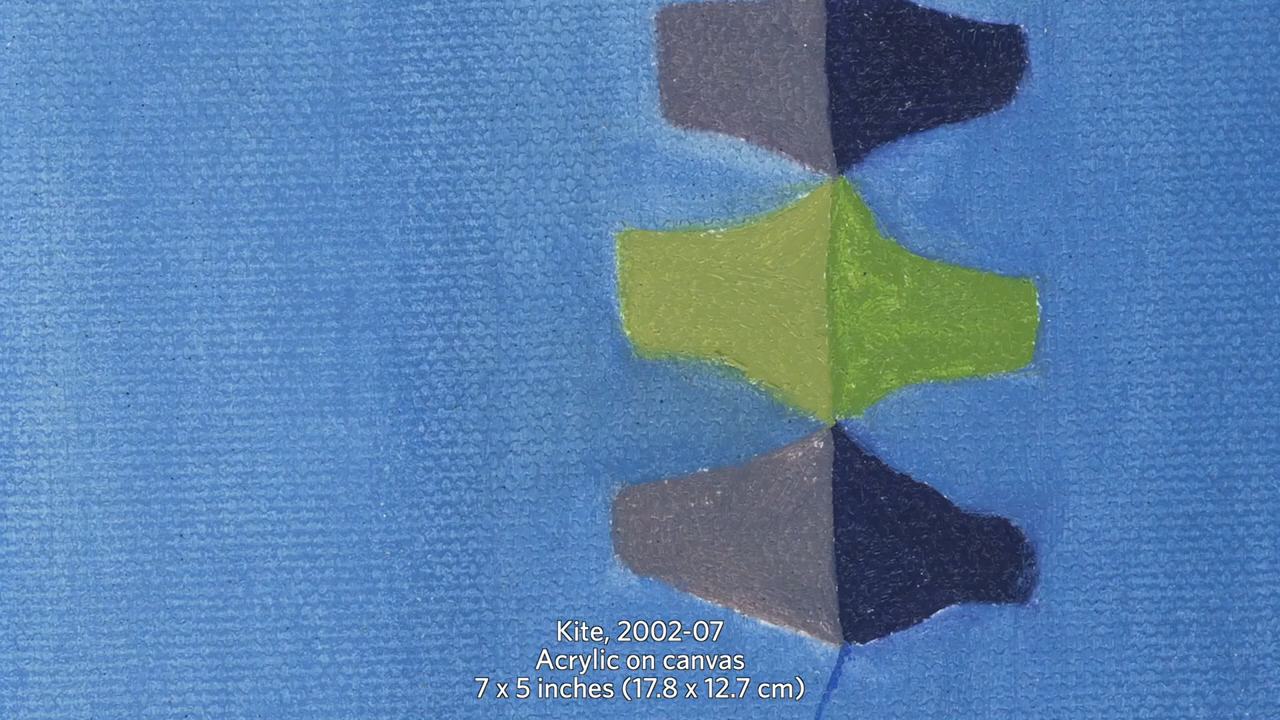 Kite, 2002-07
Acrylic on canvas
7 x 5 inches (17.8 x 12.7 cm)